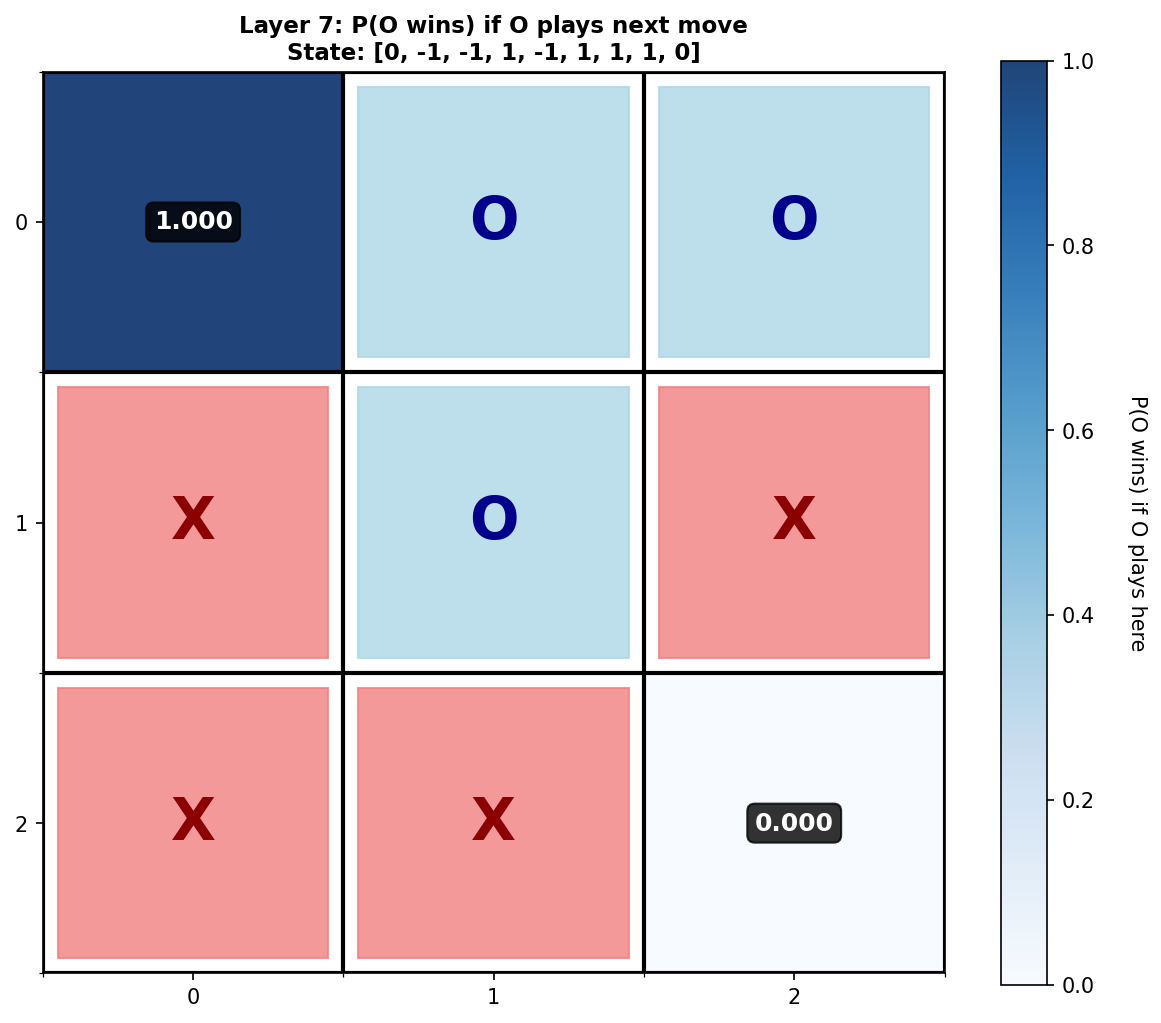 Layer 7: P(O wins) if O plays next move
State: [0, -1, -1, 1, -1, 1, 1, 1, 0]
0
1.000
O
O
1
X
O
X
2
X
X
0.000
0
1
2
1.0
0.8
0.6
0.4
0.2
0.0
P(O wins) if O plays here